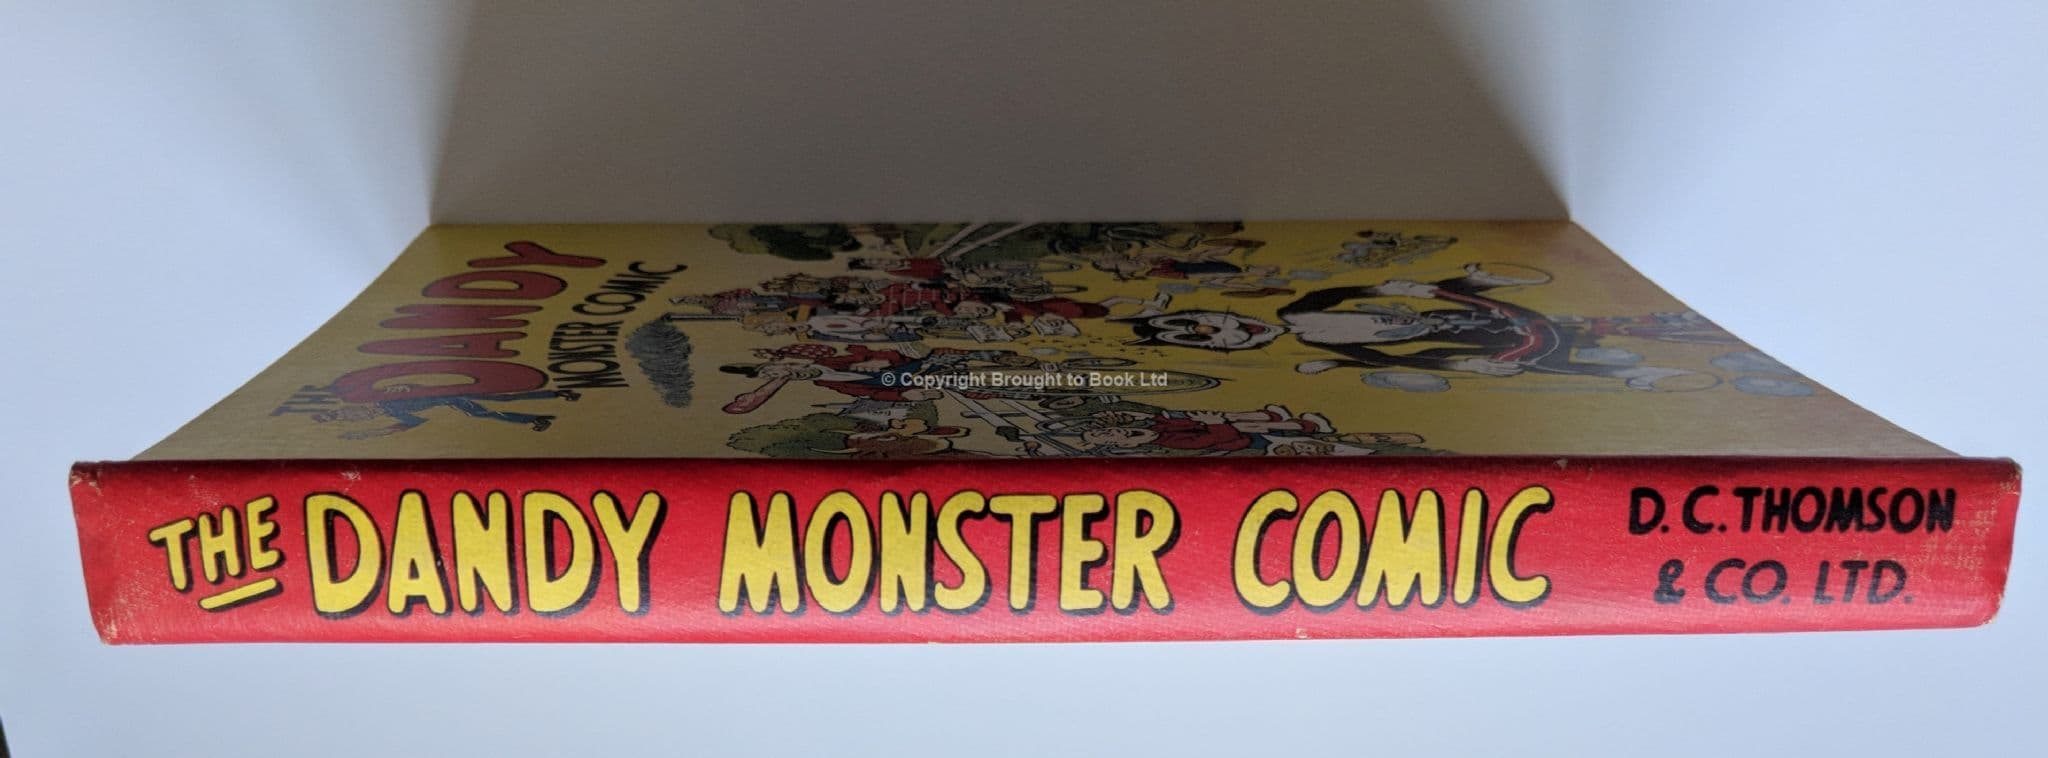 THE
DANDY
MONSTER COMIC
© Copyright Brought to Book Ltd
THE DANDY MONSTER COMIC
D. C. THOMSON
& CO. LTD.